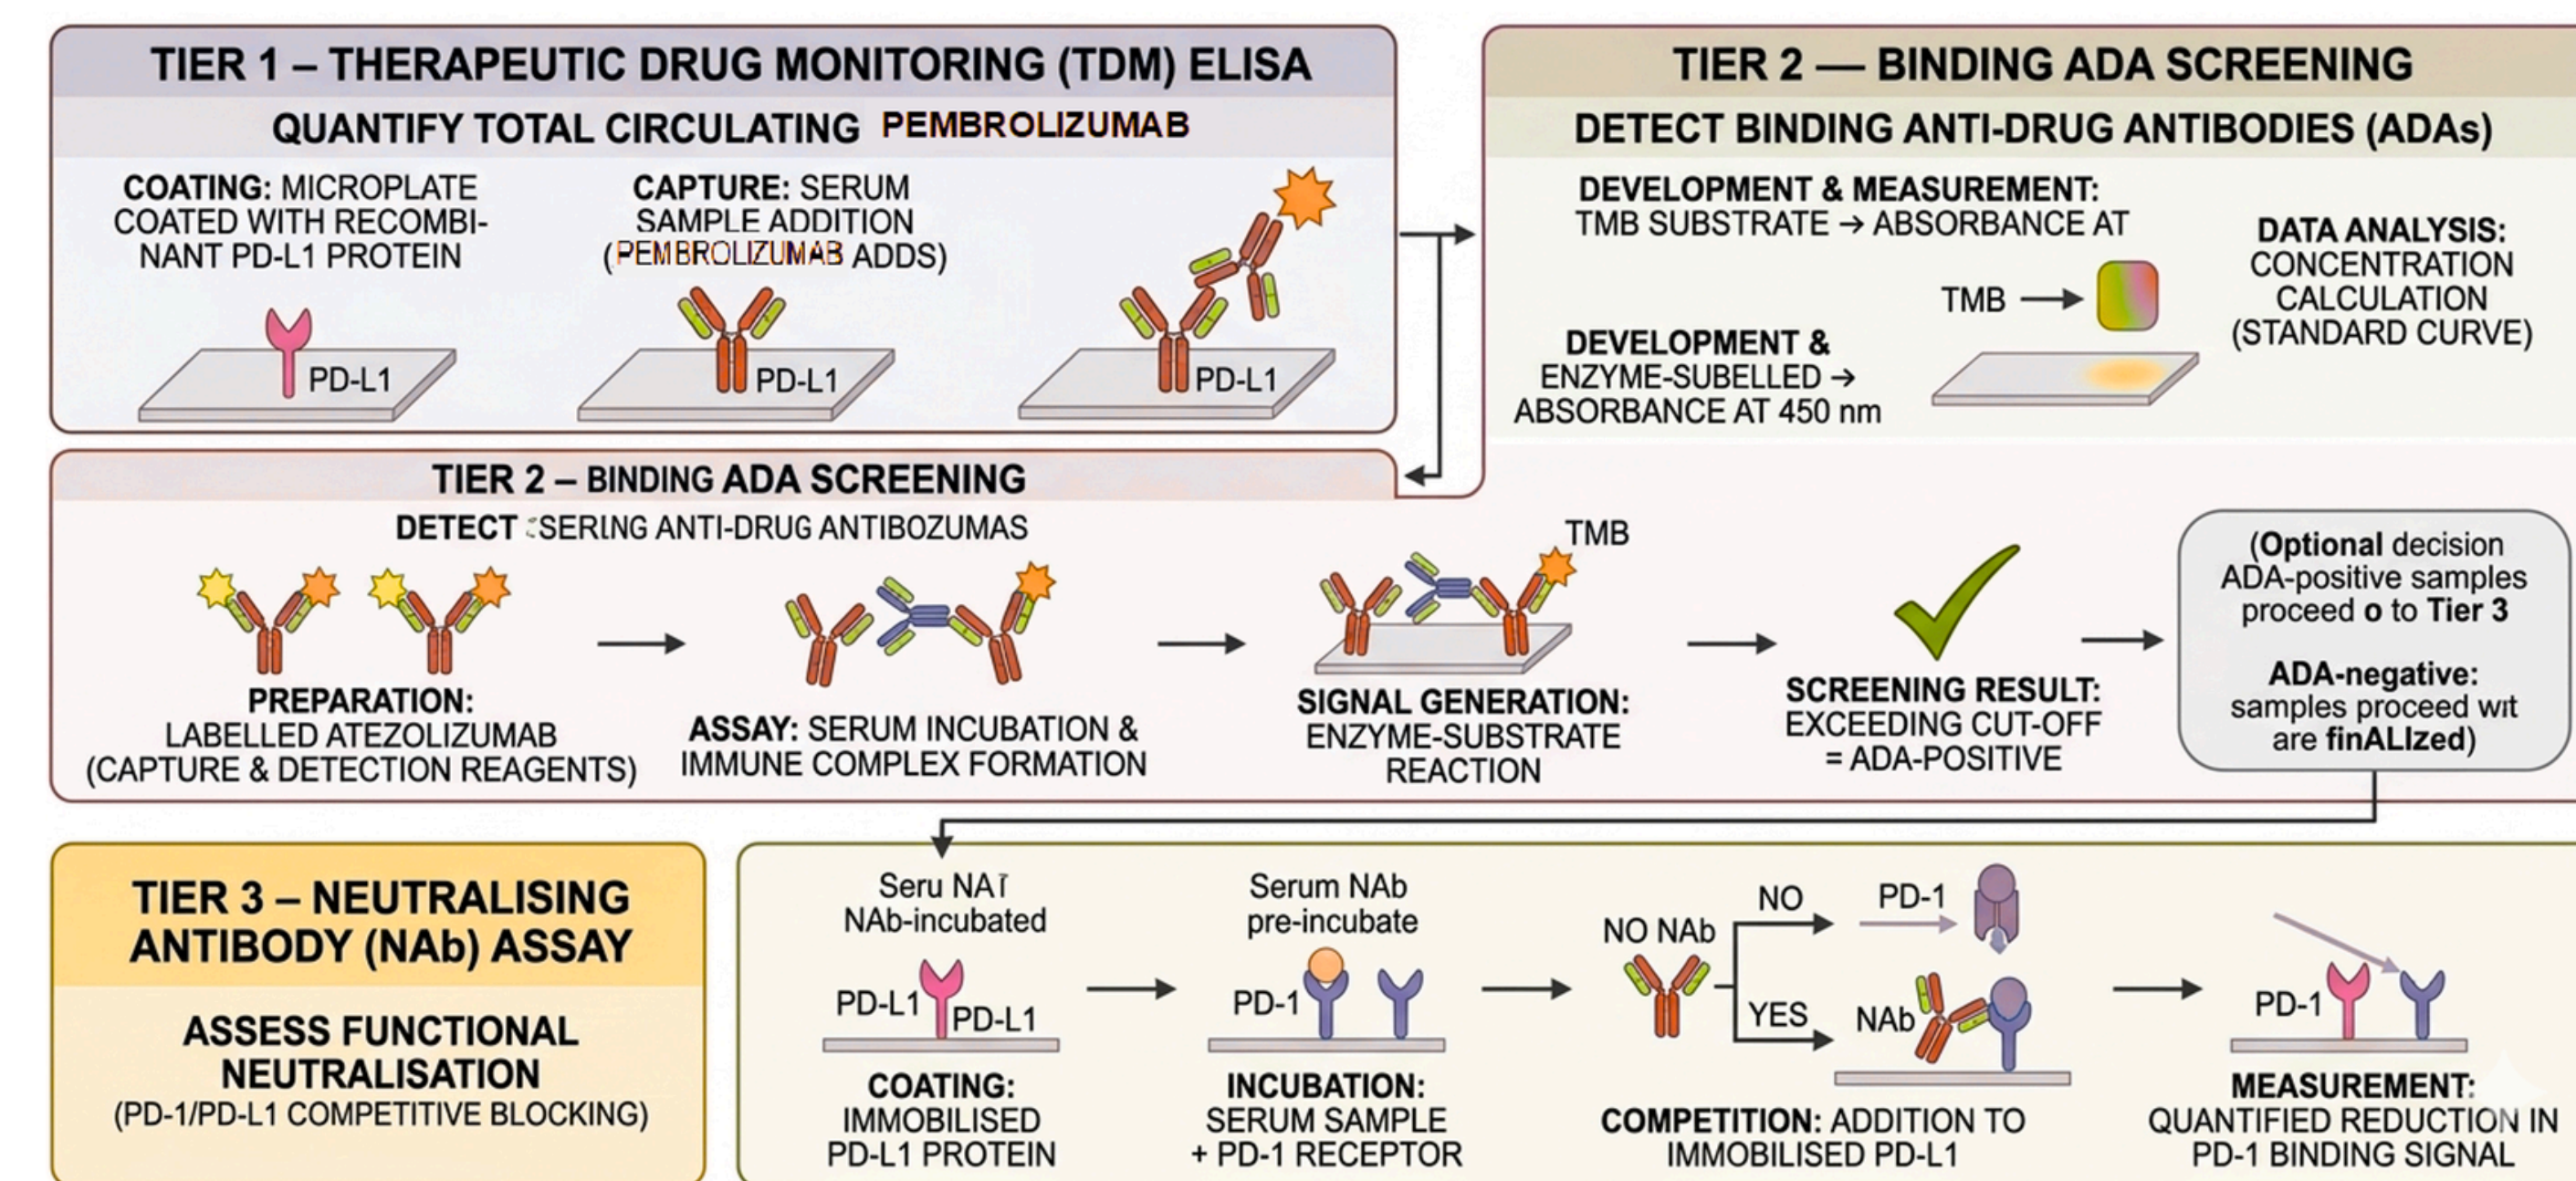 TIER 1 – THERAPEUTIC DRUG MONITORING (TDM) ELISA
QUANTIFY TOTAL CIRCULATING PEMBROLIZUMAB
COATING: MICROPLATE
COATED WITH RECOMBI-
NANT PD-L1 PROTEIN
PD-L1
CAPTURE: SERUM
SAMPLE ADDITION
(PEMBROLIZUMAB ADDS)
PD-L1
PD-L1
TIER 2 — BINDING ADA SCREENING
DETECT BINDING ANTI-DRUG ANTIBODIES (ADAs)
DEVELOPMENT & MEASUREMENT:
TMB SUBSTRATE → ABSORBANCE AT
TMB
DEVELOPMENT &
ENZYME-SUBELLED →
ABSORBANCE AT 450 nm
DATA ANALYSIS:
CONCENTRATION
CALCULATION
(STANDARD CURVE)
TIER 2 – BINDING ADA SCREENING
DETECT SERING ANTI-DRUG ANTIBOZUMAS
PREPARATION:
LABELLED ATEZOLIZUMAB
(CAPTURE & DETECTION REAGENTS)
ASSAY: SERUM INCUBATION &
IMMUNE COMPLEX FORMATION
TMB
SIGNAL GENERATION:
ENZYME-SUBSTRATE
REACTION
SCREENING RESULT:
EXCEEDING CUT-OFF
= ADA-POSITIVE
(Optional decision
ADA-positive samples
proceed o to Tier 3
ADA-negative:
samples proceed wit
are finALIzed)
TIER 3 – NEUTRALISING
ANTIBODY (NAb) ASSAY
ASSESS FUNCTIONAL
NEUTRALISATION
(PD-1/PD-L1 COMPETITIVE BLOCKING)
Seru
NAb-incubated
PD-L1
PD-L1
COATING:
IMMOBILISED
PD-L1 PROTEIN
Serum NAb
pre-incubate
PD-1
INCUBATION:
SERUM SAMPLE
+ PD-1 RECEPTOR
NO NAb
NO
PD-1
YES
NAb
COMPETITION: ADDITION TO
IMMOBILISED PD-L1
PD-1
MEASUREMENT:
QUANTIFIED REDUCTION IN
PD-1 BINDING SIGNAL